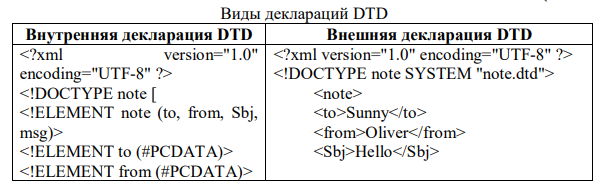 Виды деклараций DTD
Внутренняя декларация DTD
<?xml version="1.0"
encoding="UTF-8" ?>
<!DOCTYPE note [
<!ELEMENT note (to, from, Sbj,
msg)>
<!ELEMENT to (#PCDATA)>
<!ELEMENT from (#PCDATA)>
Внешняя декларация DTD
<?xml version="1.0" encoding="UTF-8" ?>
<!DOCTYPE note SYSTEM "note.dtd">
<note>
<to>Sunny</to>
<from>Oliver</from>
<Sbj>Hello</Sbj>